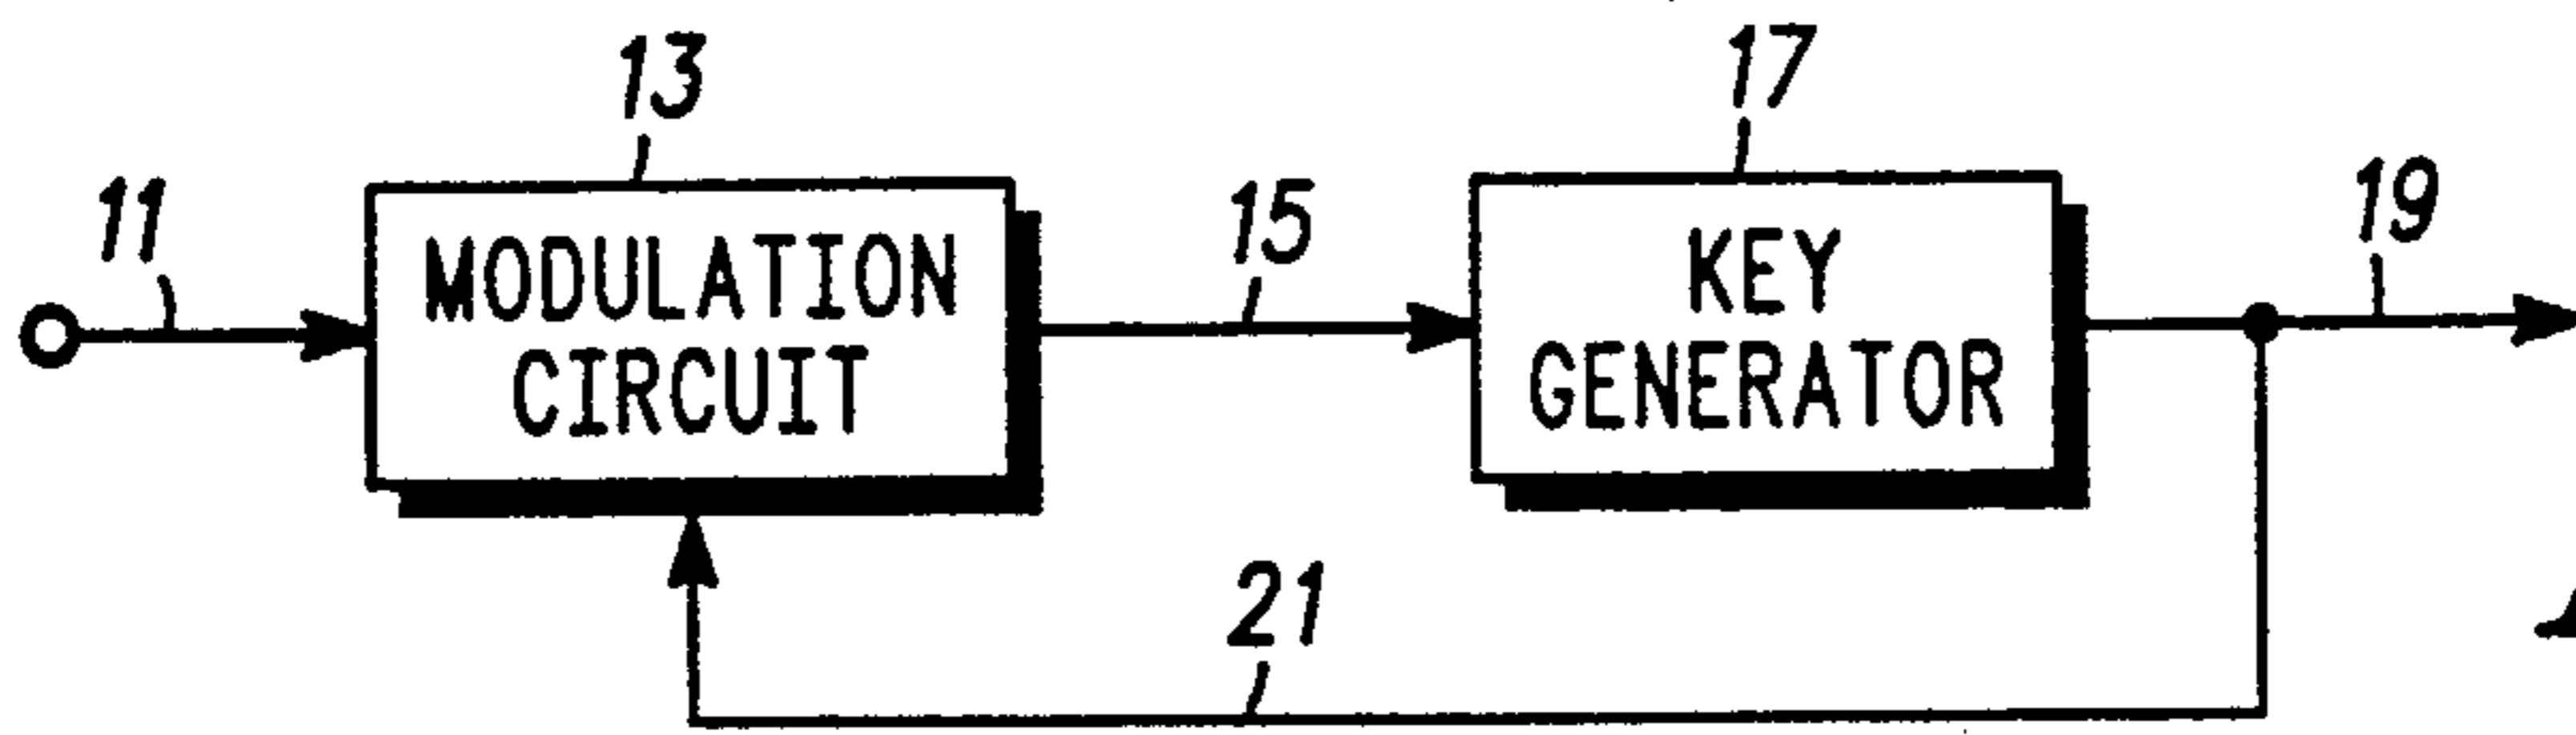 13
17
11
15
19
MODULATION
CIRCUIT
KEY
GENERATOR
21